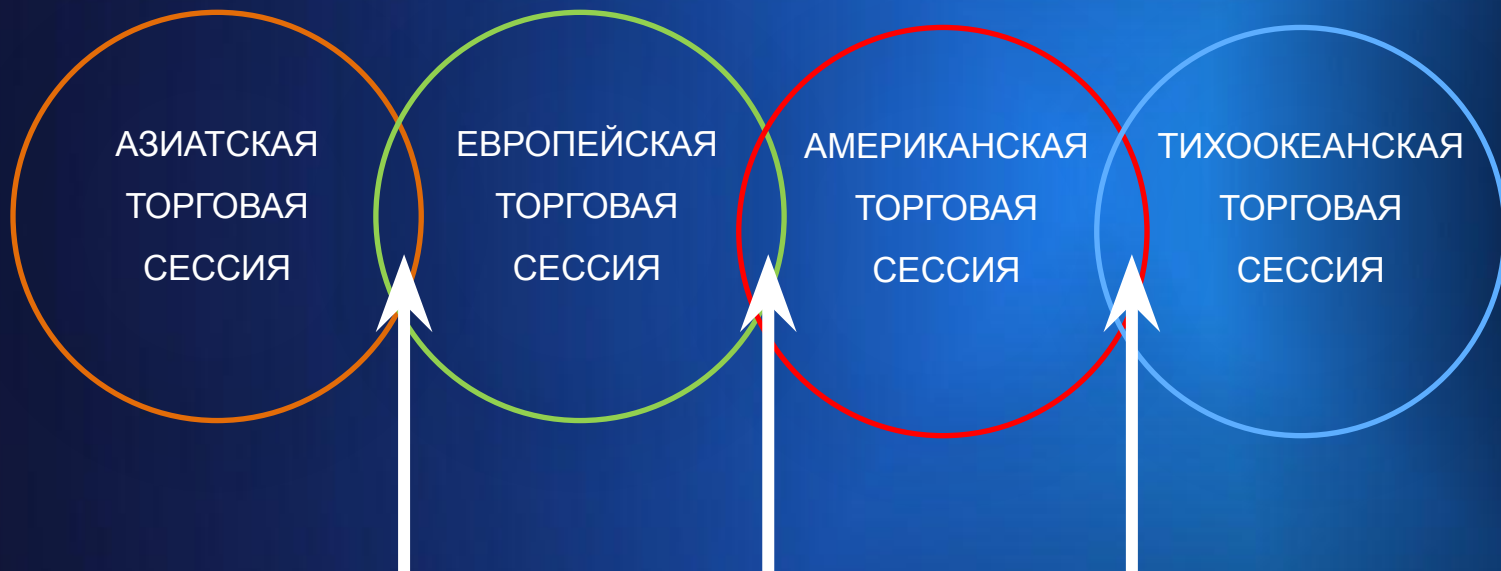 АЗИАТСКАЯ
ТОРГОВАЯ
СЕССИЯ
ЕВРОПЕЙСКАЯ
ТОРГОВАЯ
СЕССИЯ
АМЕРИКАНСКАЯ
ТОРГОВАЯ
СЕССИЯ
ТИХООКЕАНСКАЯ
ТОРГОВАЯ
СЕССИЯ